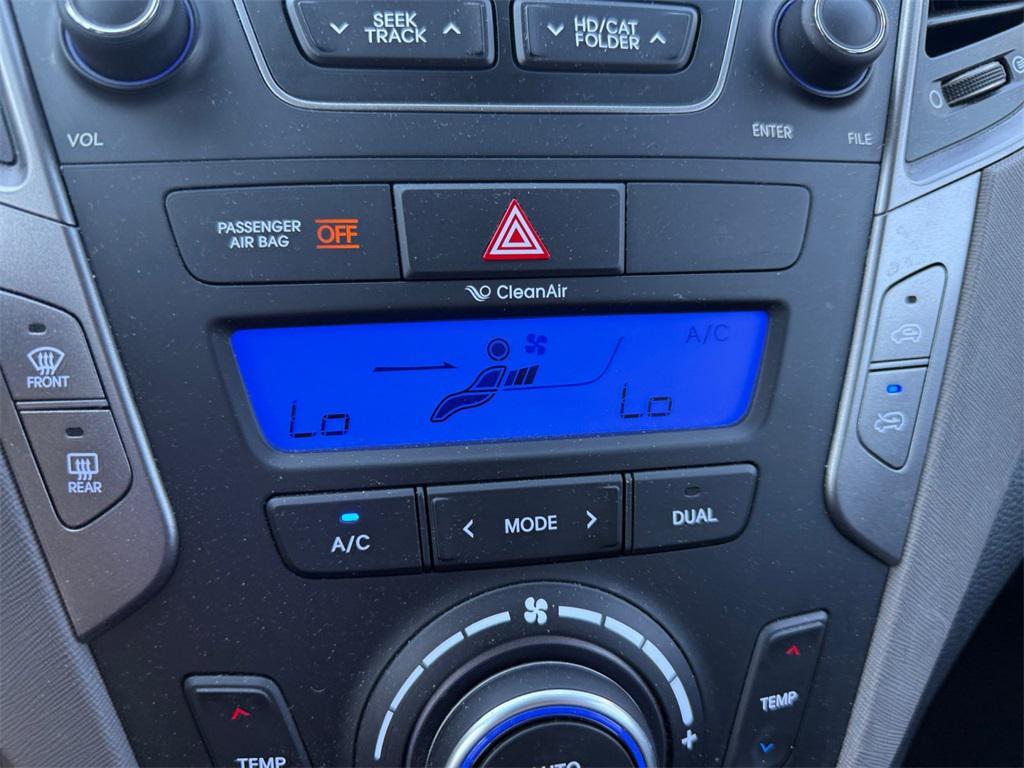 SEEK
TRACK
HD/CAT
FOLDER
VOL
ENTER
FILE
PASSENGER
AIR BAG
OFF
CleanAir
A/C
Lo
Lo
FRONT
REAR
A/C
MODE
DUAL
TEMP
TEMP
AUTO